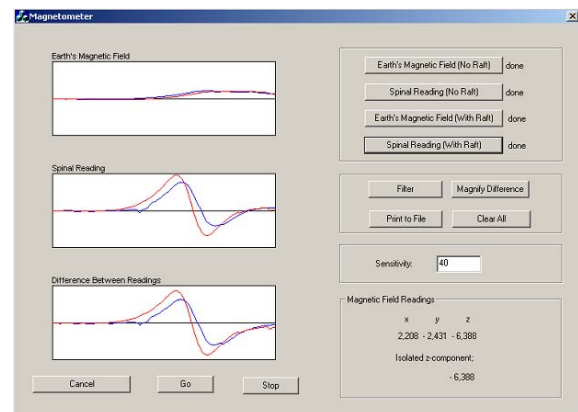 Magnetometer
Earth's Magnetic Field
Spinal Reading
Difference Between Readings
Cancel
Go
Stop
Earth's Magnetic Field (No Raft) done
Spinal Reading (No Raft) done
Earth's Magnetic Field (With Raft) done
Spinal Reading (With Raft) done
Filter
Magnify Difference
Print to File
Clear All
Sensitivity: 40
Magnetic Field Readings
x y z
2,208 - 2,431 - 6,388
Isolated z-component;
- 6,388